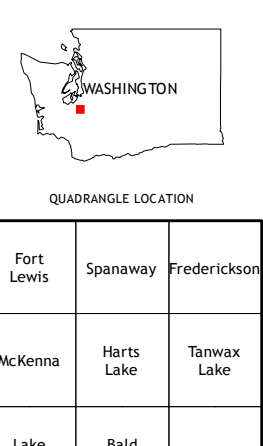 WASHINGTON
QUADRANGLE LOCATION
Fort
Lewis
Spanaway
Frederickson
McKenna
Harts
Lake
Tanwax
Lake
Lake
Bald